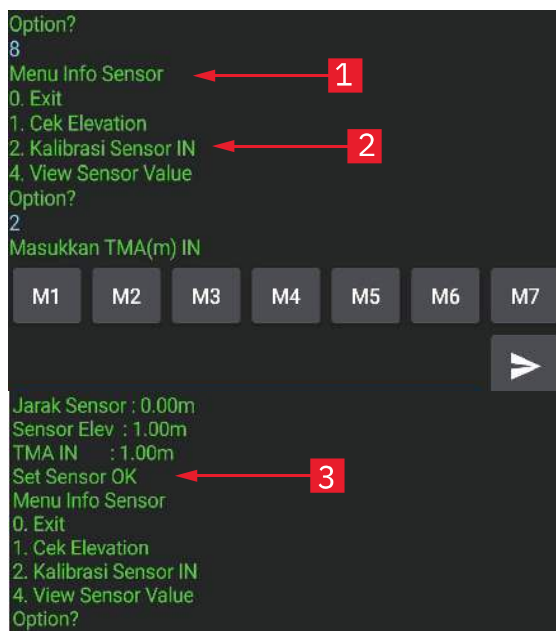 Option?
8
Menu Info Sensor
1
0. Exit
1. Cek Elevation
2. Kalibrasi Sensor IN
2
4. View Sensor Value
Option?
2
Masukkan TMA(m) IN
M1 M2 M3 M4 M5 M6 M7
Jarak Sensor : 0.00m
Sensor Elev : 1.00m
TMA IN : 1.00m
Set Sensor OK
3
Menu Info Sensor
0. Exit
1. Cek Elevation
2. Kalibrasi Sensor IN
4. View Sensor Value
Option?